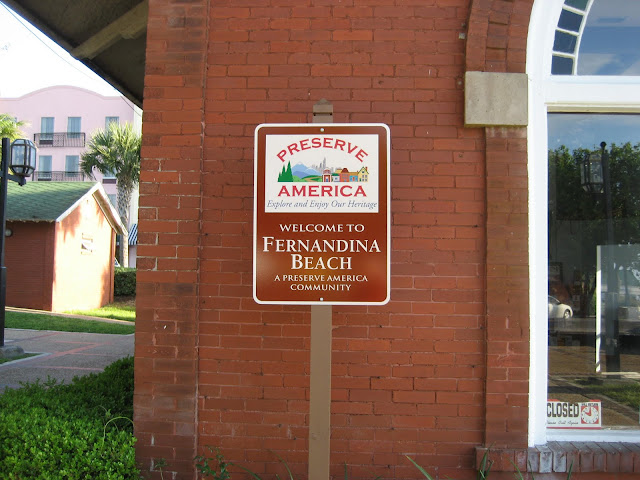 PRESERVE
AMERICA
Explore and Enjoy Our Heritage
WELCOME TO
FERNANDINA
BEACH
A PRESERVE AMERICA
COMMUNITY
CLOSED